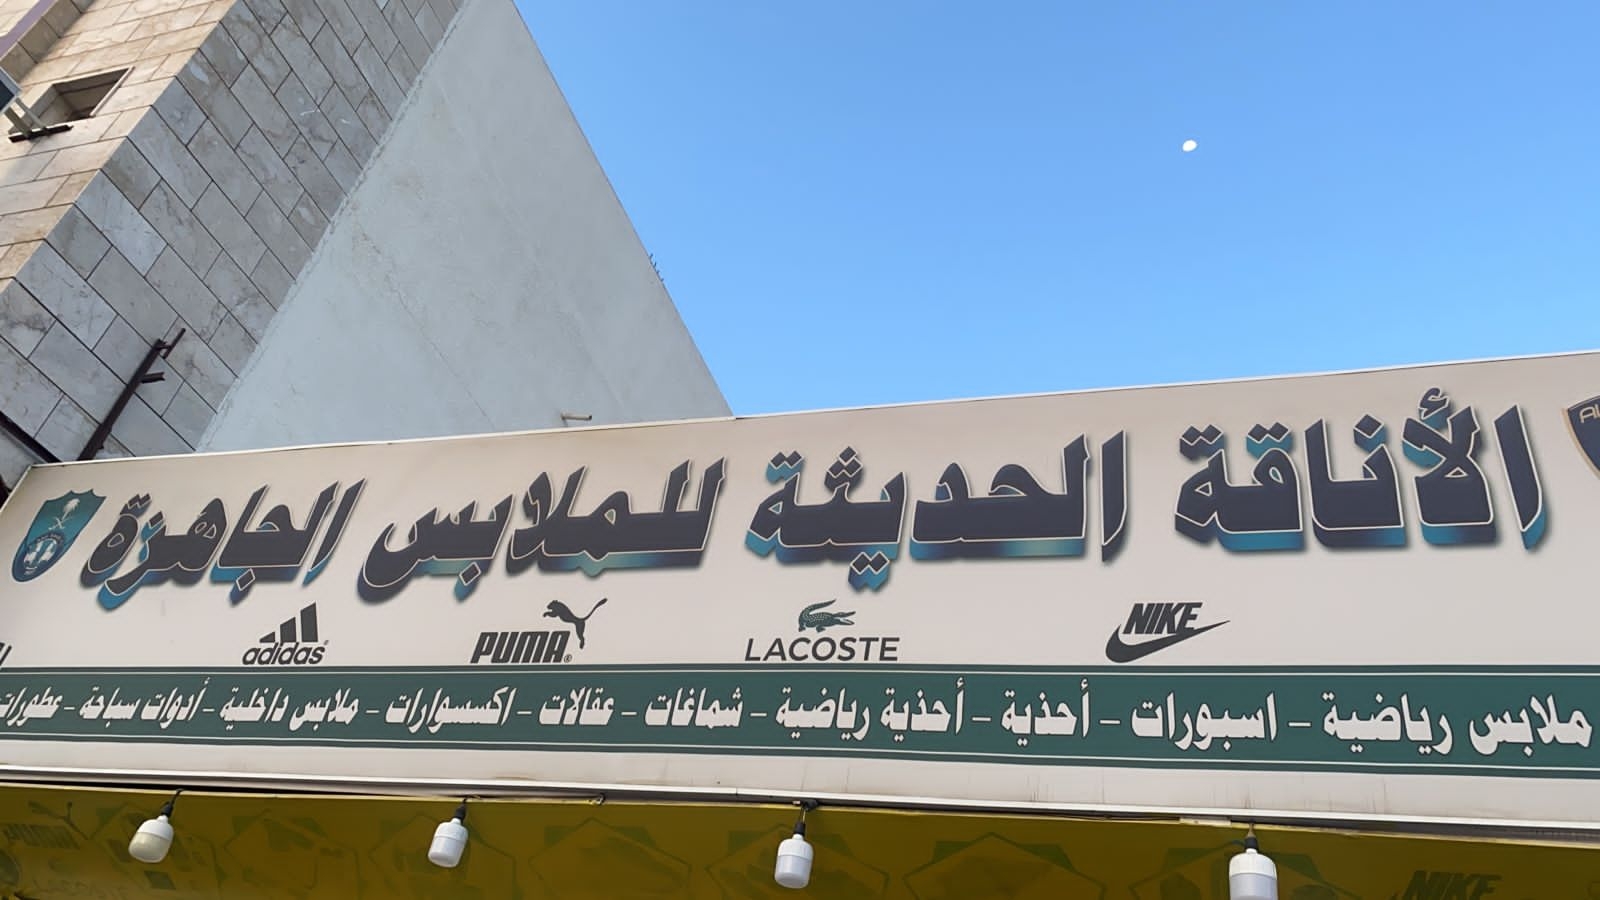 الأناقة الحديثة للملابس الجاهزة
NIKE
LACOSTE
PUMA
adidas
ملابس رياضية - اسبورات - أحذية - أحذية رياضية - شماغات - عقالات - اكسسوارات - ملابس داخلية - أدوات سباحة - عطورات
NIKE